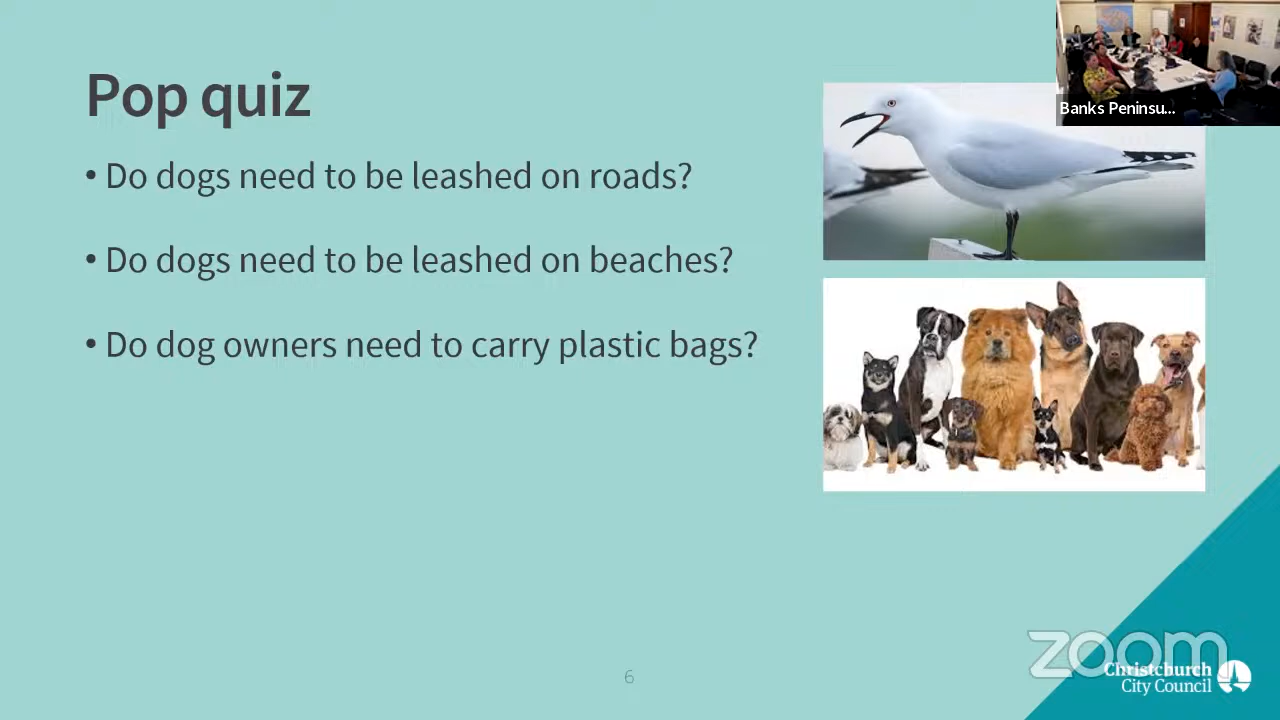 Banks Peninsu...
Pop quiz
• Do dogs need to be leashed on roads?
• Do dogs need to be leashed on beaches?
• Do dog owners need to carry plastic bags?
6
zoom
Christchurch
City Council